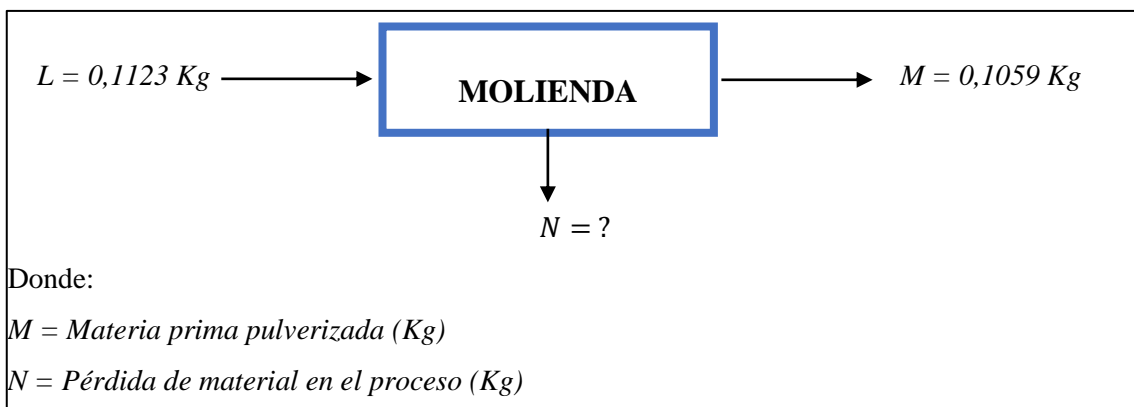 L = 0,1123 Kg
MOLIENDA
M = 0,1059 Kg
N = ?
Donde:
M = Materia prima pulverizada (Kg)
N = Pérdida de material en el proceso (Kg)